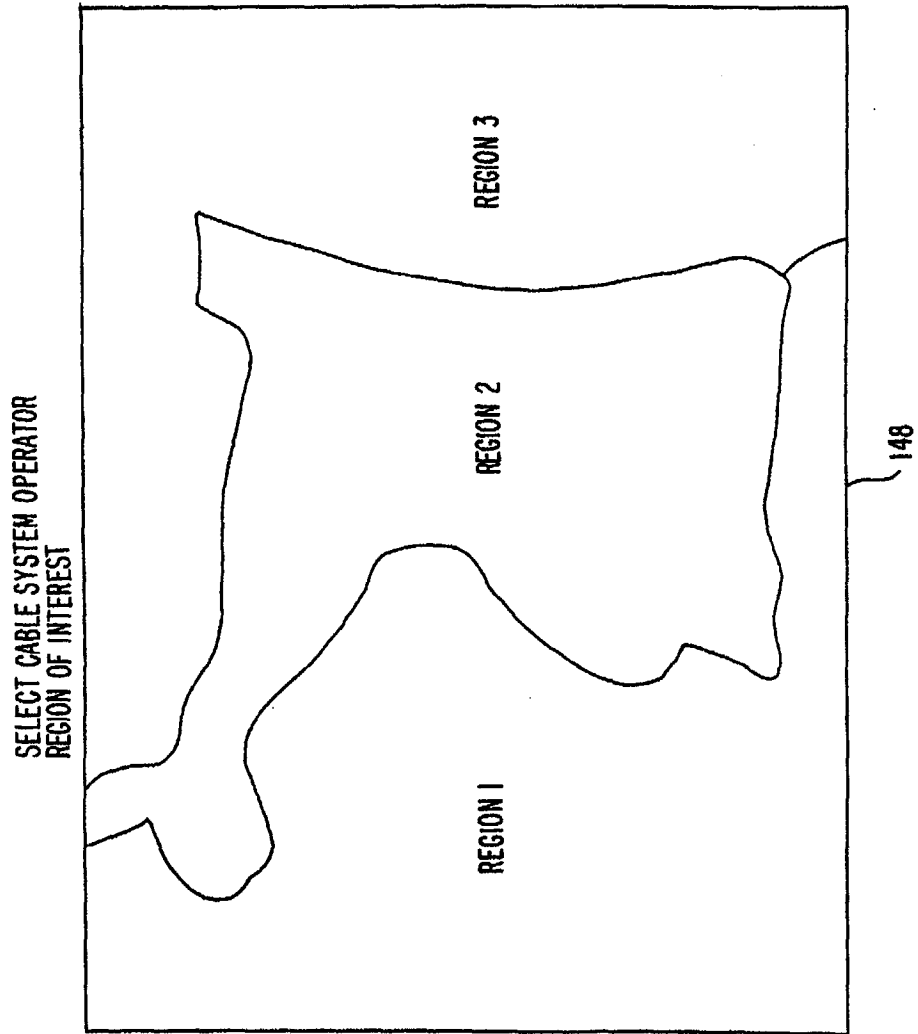 SELECT CABLE SYSTEM OPERATOR
REGION OF INTEREST
REGION 1
REGION 2
REGION 3
148